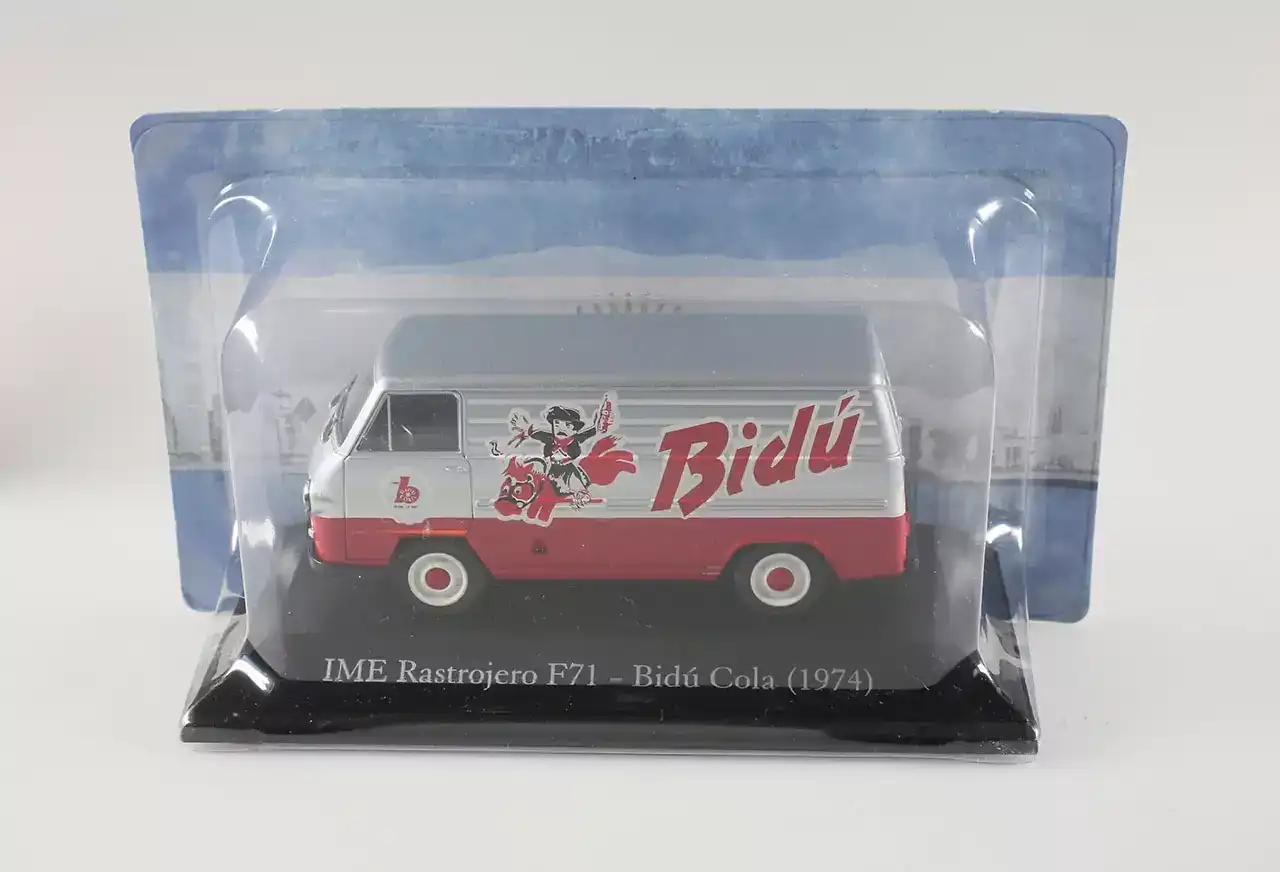 Bidú
b
IME Rastrojero F71 - Bidú Cola (1974)